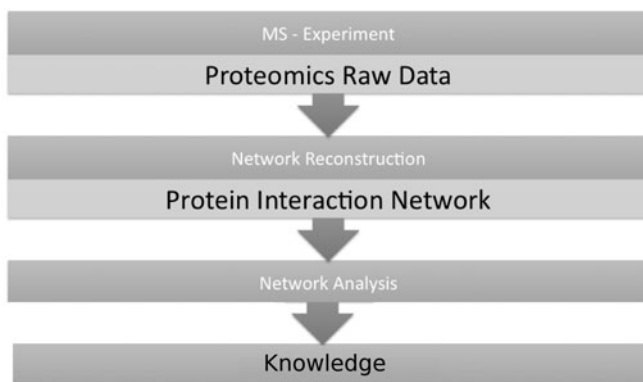 MS - Experiment
Proteomics Raw Data
Network Reconstruction
Protein Interaction Network
Network Analysis
Knowledge